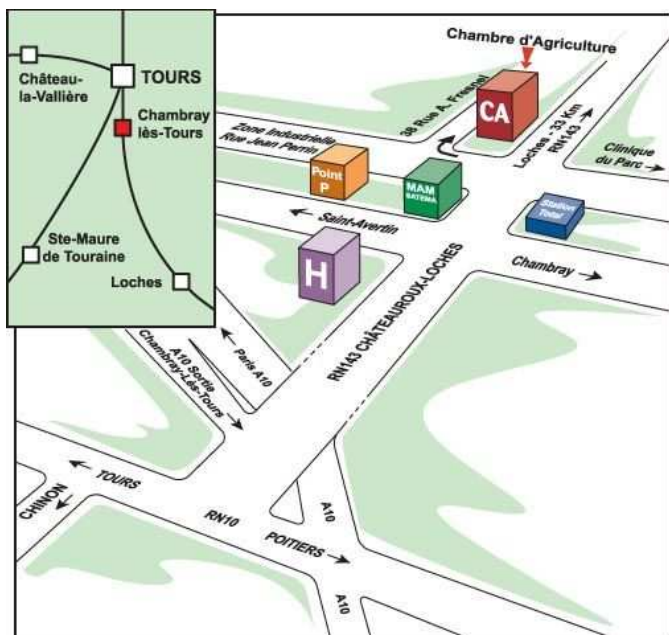 Château-
la-Vallière
TOURS
Chambray
lès-Tours
Ste-Maure
de Touraine
Loches
Chambre d'Agriculture
38 Rue A. Fresnel
CA
Loches - 33 Km
RN143
Clinique
du Parc
Zone Industrielle
Rue Jean Perrin
Point
P
MAM
BATEMA
Station
Total
Saint-Avertin
H
Chambray
RN143 CHÂTEAUROUX-LOCHES
Paris A10
A10 Sortie
Chambray-Lès-Tours
TOURS
CHINON
RN10
POITIERS
A10
A10